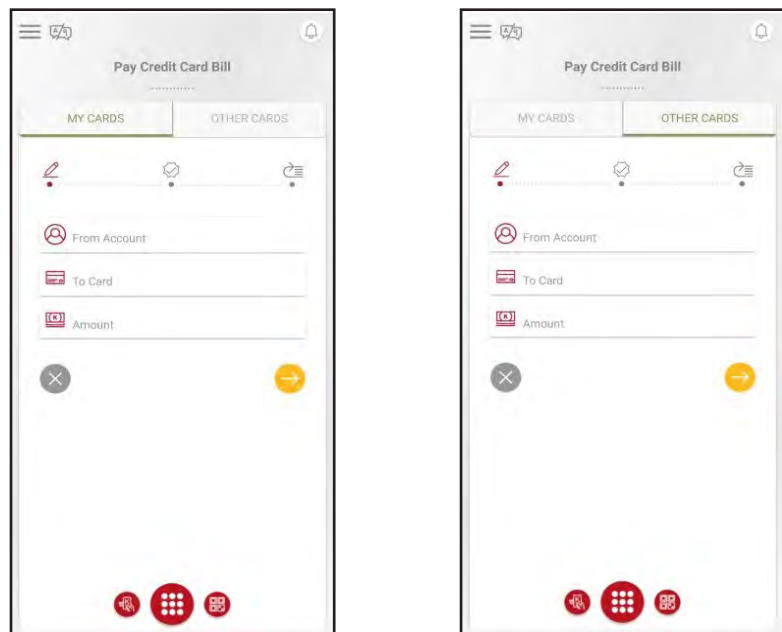 Pay Credit Card Bill
MY CARDS
OTHER CARDS
From Account
To Card
Amount
Pay Credit Card Bill
MY CARDS
OTHER CARDS
From Account
To Card
Amount